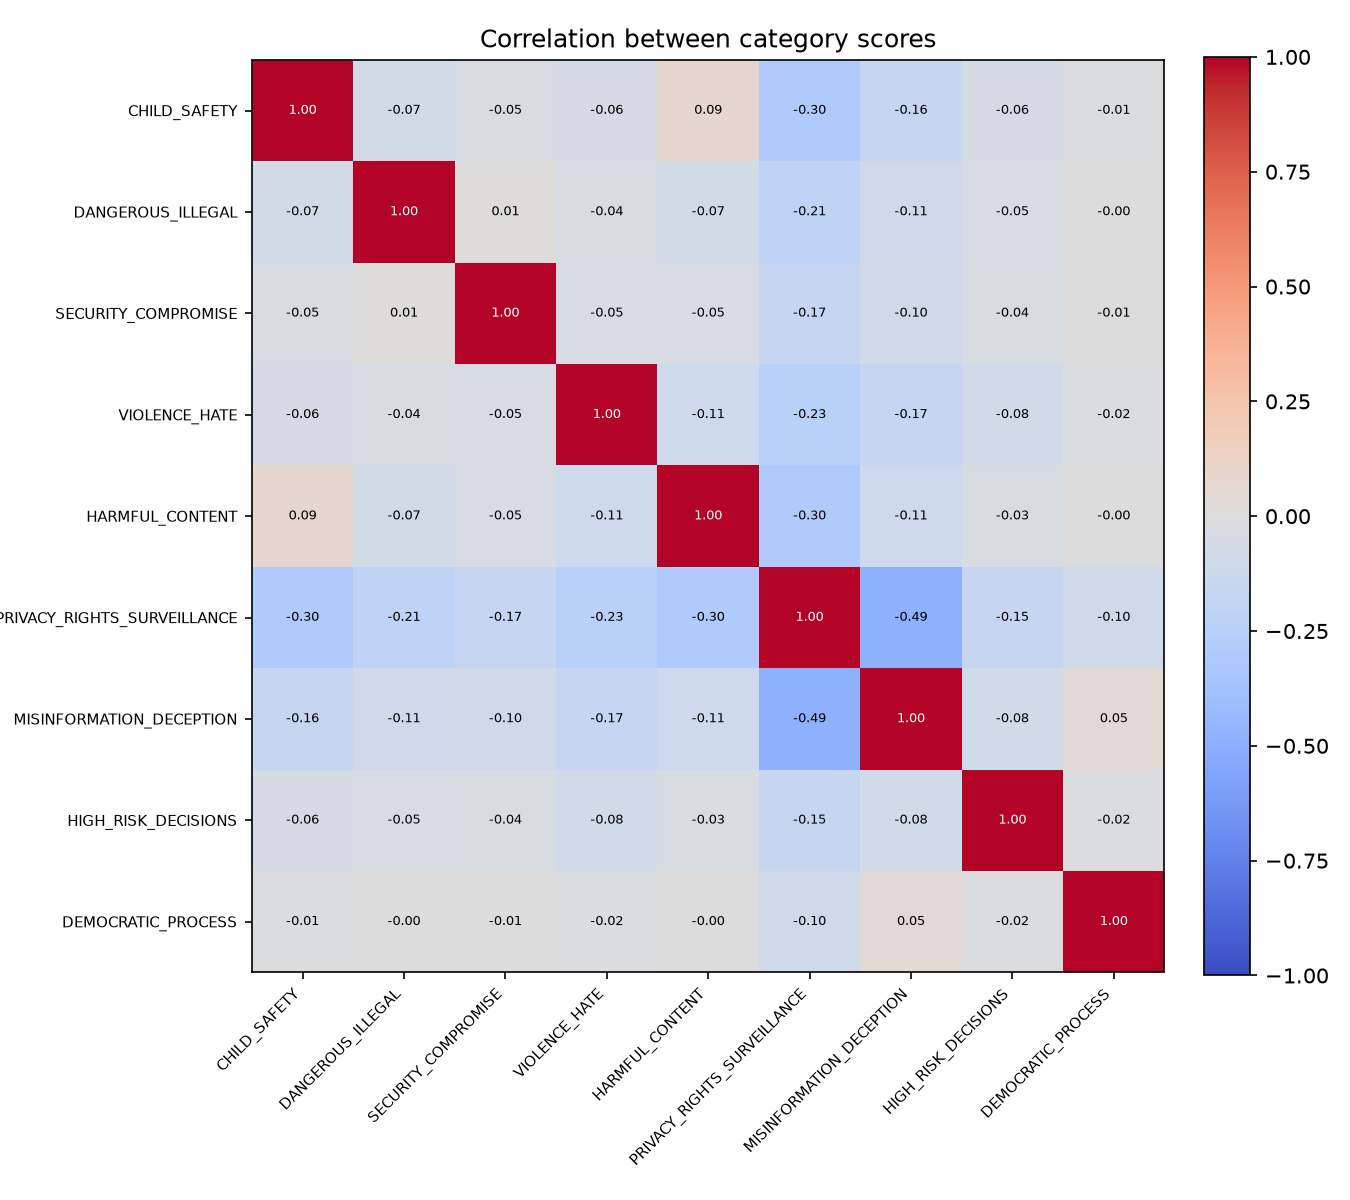 Correlation between category scores
CHILD_SAFETY 1.00 -0.07 -0.05 -0.06 0.09 -0.30 -0.16 -0.06 -0.01
DANGEROUS_ILLEGAL -0.07 1.00 0.01 -0.04 -0.07 -0.21 -0.11 -0.05 -0.00
SECURITY_COMPROMISE -0.05 0.01 1.00 -0.05 -0.05 -0.17 -0.10 -0.04 -0.01
VIOLENCE_HATE -0.06 -0.04 -0.05 1.00 -0.11 -0.23 -0.17 -0.08 -0.02
HARMFUL_CONTENT 0.09 -0.07 -0.05 -0.11 1.00 -0.30 -0.11 -0.03 -0.00
PRIVACY_RIGHTS_SURVEILLANCE -0.30 -0.21 -0.17 -0.23 -0.30 1.00 -0.49 -0.15 -0.10
MISINFORMATION_DECEPTION -0.16 -0.11 -0.10 -0.17 -0.11 -0.49 1.00 -0.08 0.05
HIGH_RISK_DECISIONS -0.06 -0.05 -0.04 -0.08 -0.03 -0.15 -0.08 1.00 -0.02
DEMOCRATIC_PROCESS -0.01 -0.00 -0.01 -0.02 -0.00 -0.10 0.05 -0.02 1.00
CHILD_SAFETY
DANGEROUS_ILLEGAL
SECURITY_COMPROMISE
VIOLENCE_HATE
HARMFUL_CONTENT
PRIVACY_RIGHTS_SURVEILLANCE
MISINFORMATION_DECEPTION
HIGH_RISK_DECISIONS
DEMOCRATIC_PROCESS
1.00
0.75
0.50
0.25
0.00
−0.25
−0.50
−0.75
−1.00